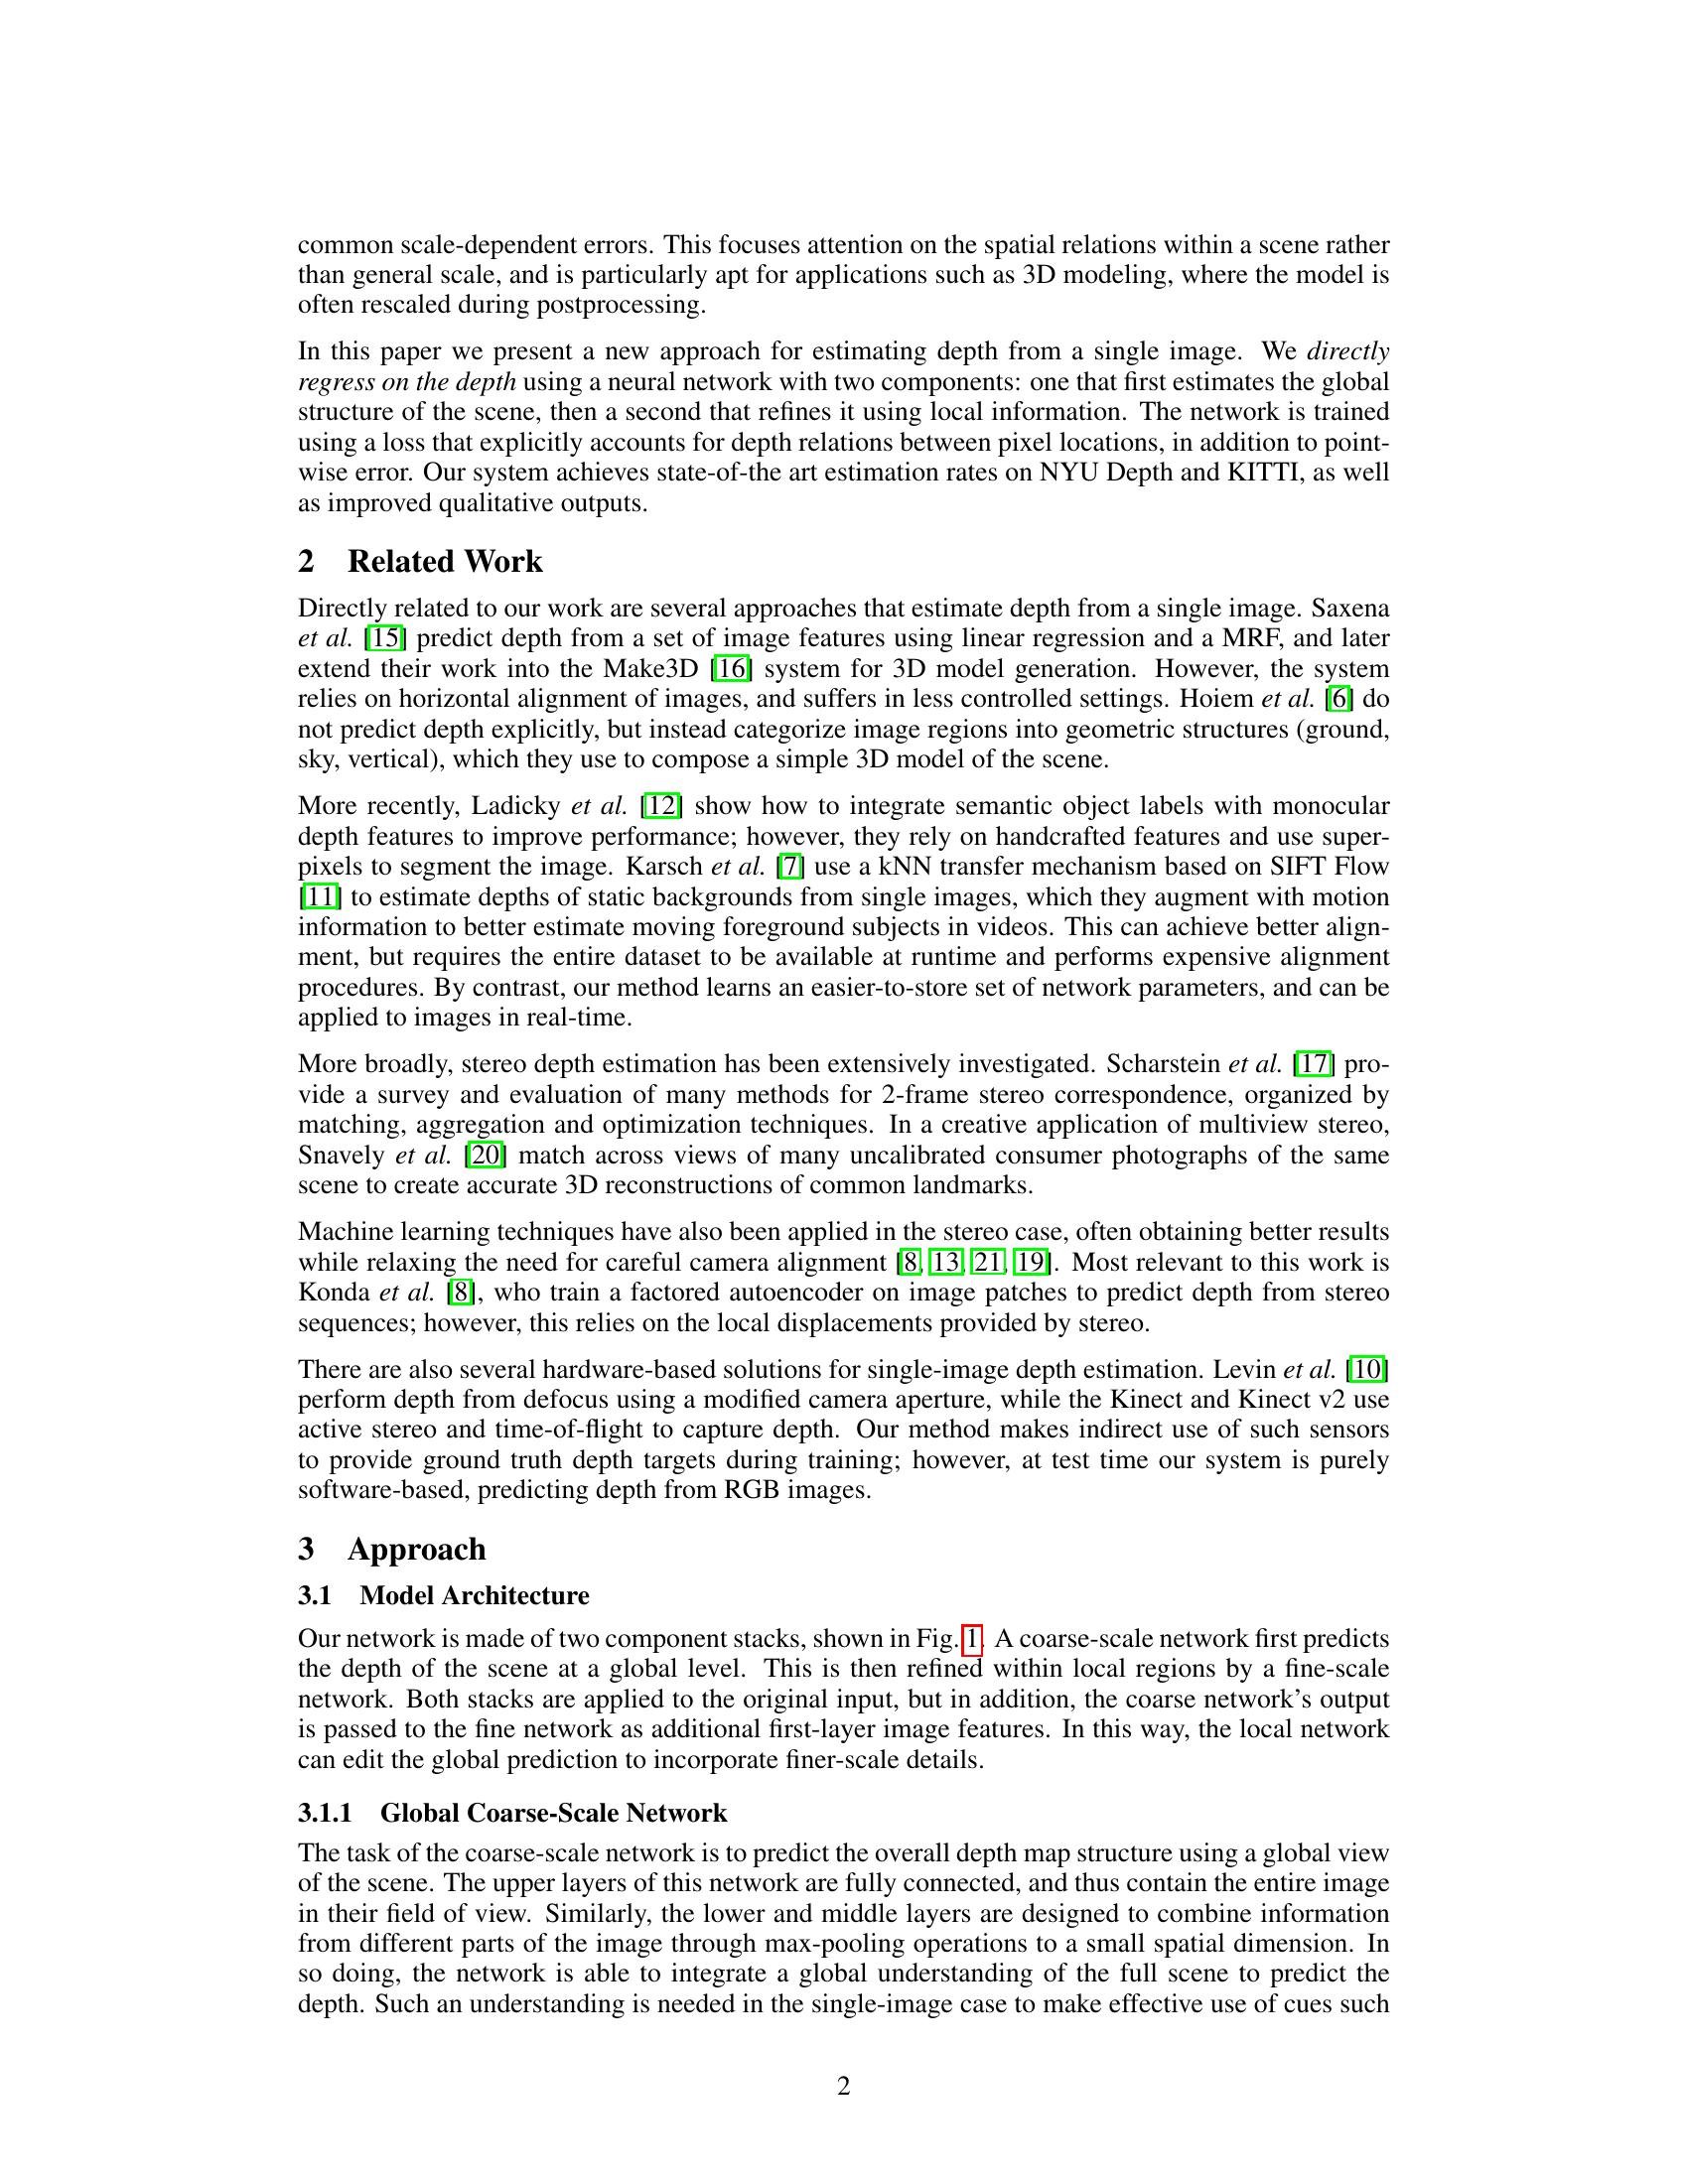 common scale-dependent errors. This focuses attention on the spatial relations within a scene rather
than general scale, and is particularly apt for applications such as 3D modeling, where the model is
often rescaled during postprocessing.
In this paper we present a new approach for estimating depth from a single image. We directly
regress on the depth using a neural network with two components: one that first estimates the global
structure of the scene, then a second that refines it using local information. The network is trained
using a loss that explicitly accounts for depth relations between pixel locations, in addition to point-
wise error. Our system achieves state-of-the art estimation rates on NYU Depth and KITTI, as well
as improved qualitative outputs.
2 Related Work
Directly related to our work are several approaches that estimate depth from a single image. Saxena
et al. [15] predict depth from a set of image features using linear regression and a MRF, and later
extend their work into the Make3D [16] system for 3D model generation. However, the system
relies on horizontal alignment of images, and suffers in less controlled settings. Hoiem et al. [6] do
not predict depth explicitly, but instead categorize image regions into geometric structures (ground,
sky, vertical), which they use to compose a simple 3D model of the scene.
More recently, Ladicky et al. [12] show how to integrate semantic object labels with monocular
depth features to improve performance; however, they rely on handcrafted features and use super-
pixels to segment the image. Karsch et al. [7] use a kNN transfer mechanism based on SIFT Flow
[11] to estimate depths of static backgrounds from single images, which they augment with motion
information to better estimate moving foreground subjects in videos. This can achieve better align-
ment, but requires the entire dataset to be available at runtime and performs expensive alignment
procedures. By contrast, our method learns an easier-to-store set of network parameters, and can be
applied to images in real-time.
More broadly, stereo depth estimation has been extensively investigated. Scharstein et al. [17] pro-
vide a survey and evaluation of many methods for 2-frame stereo correspondence, organized by
matching, aggregation and optimization techniques. In a creative application of multiview stereo,
Snavely et al. [20] match across views of many uncalibrated consumer photographs of the same
scene to create accurate 3D reconstructions of common landmarks.
Machine learning techniques have also been applied in the stereo case, often obtaining better results
while relaxing the need for careful camera alignment [8, 13, 21, 19]. Most relevant to this work is
Konda et al. [8], who train a factored autoencoder on image patches to predict depth from stereo
sequences; however, this relies on the local displacements provided by stereo.
There are also several hardware-based solutions for single-image depth estimation. Levin et al. [10]
perform depth from defocus using a modified camera aperture, while the Kinect and Kinect v2 use
active stereo and time-of-flight to capture depth. Our method makes indirect use of such sensors
to provide ground truth depth targets during training; however, at test time our system is purely
software-based, predicting depth from RGB images.
3 Approach
3.1 Model Architecture
Our network is made of two component stacks, shown in Fig. 1. A coarse-scale network first predicts
the depth of the scene at a global level. This is then refined within local regions by a fine-scale
network. Both stacks are applied to the original input, but in addition, the coarse network's output
is passed to the fine network as additional first-layer image features. In this way, the local network
can edit the global prediction to incorporate finer-scale details.
3.1.1 Global Coarse-Scale Network
The task of the coarse-scale network is to predict the overall depth map structure using a global view
of the scene. The upper layers of this network are fully connected, and thus contain the entire image
in their field of view. Similarly, the lower and middle layers are designed to combine information
from different parts of the image through max-pooling operations to a small spatial dimension. In
so doing, the network is able to integrate a global understanding of the full scene to predict the
depth. Such an understanding is needed in the single-image case to make effective use of cues such
2